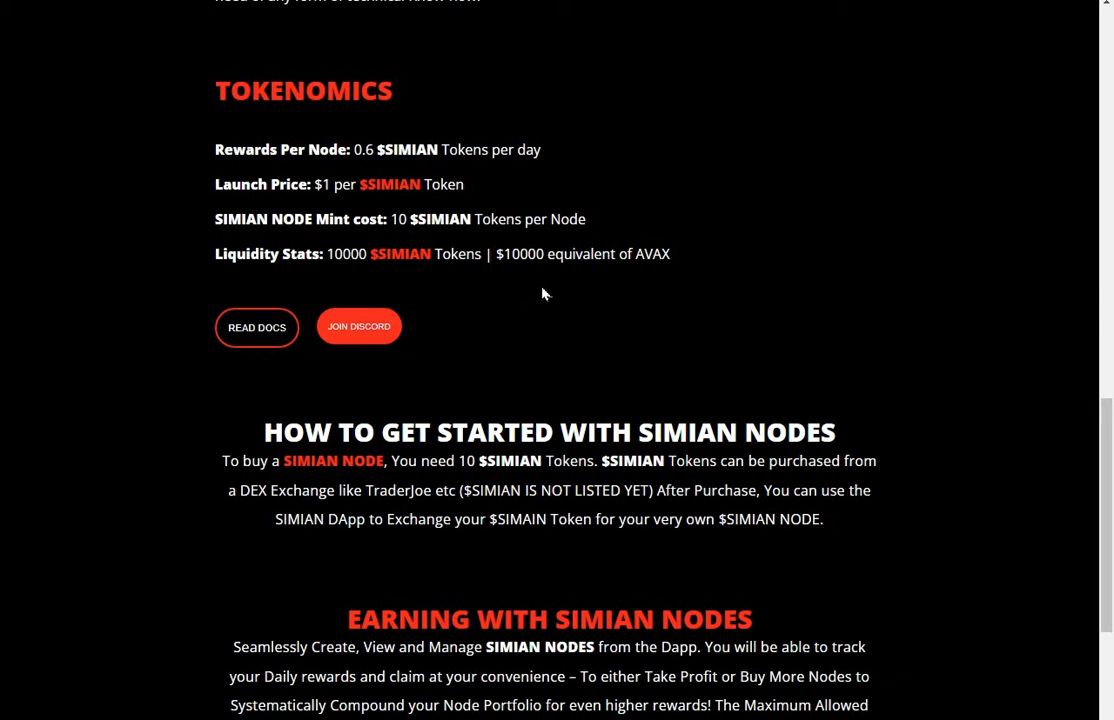 TOKENOMICS
Rewards Per Node: 0.6 $SIMIAN Tokens per day
Launch Price: $1 per $SIMIAN Token
SIMIAN NODE Mint cost: 10 $SIMIAN Tokens per Node
Liquidity Stats: 10000 $SIMIAN Tokens | $10000 equivalent of AVAX
READ DOCS
JOIN DISCORD
HOW TO GET STARTED WITH SIMIAN NODES
To buy a SIMIAN NODE, You need 10 $SIMIAN Tokens. $SIMIAN Tokens can be purchased from
a DEX Exchange like TraderJoe etc ($SIMIAN IS NOT LISTED YET) After Purchase, You can use the
SIMIAN DApp to Exchange your $SIMAIN Token for your very own $SIMIAN NODE.
EARNING WITH SIMIAN NODES
Seamlessly Create, View and Manage SIMIAN NODES from the Dapp. You will be able to track
your Daily rewards and claim at your convenience – To either Take Profit or Buy More Nodes to
Systematically Compound your Node Portfolio for even higher rewards! The Maximum Allowed